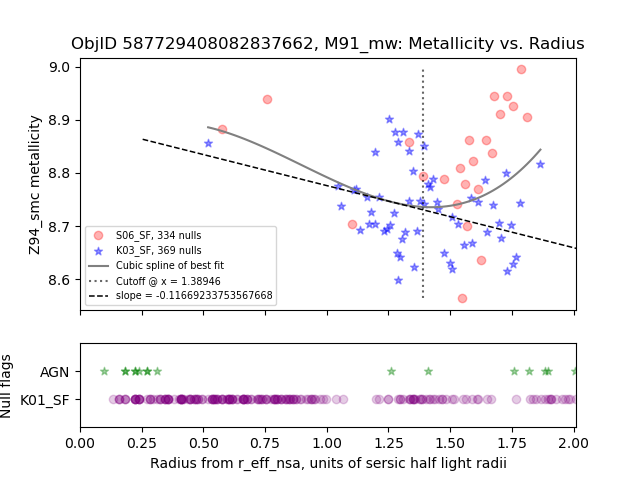 ObjID 587729408082837662, M91_mw: Metallicity vs. Radius
Z94_smc metallicity
9.0
8.9
8.8
8.7
8.6
S06_SF, 334 nulls
K03_SF, 369 nulls
Cubic spline of best fit
Cutoff @ x = 1.38946
slope = -0.11669233753567668
Null flags
AGN
K01_SF
0.00 0.25 0.50 0.75 1.00 1.25 1.50 1.75 2.00
Radius from r_eff_nsa, units of sersic half light radii